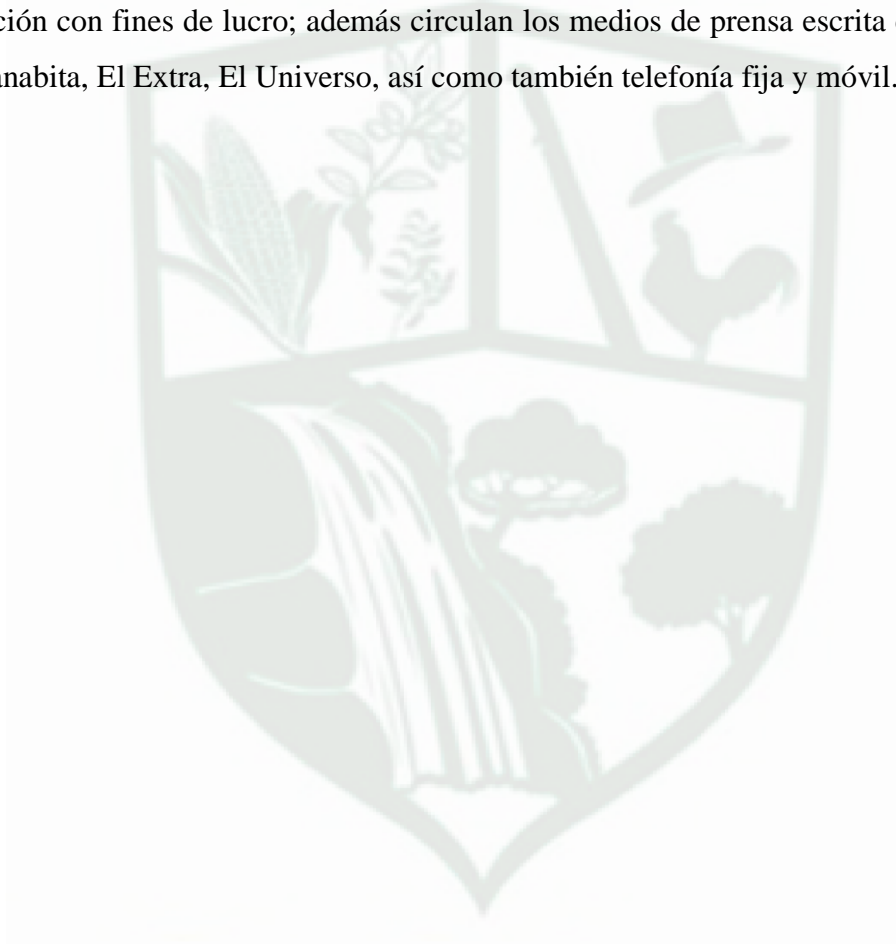 ción con fines de lucro; además circulan los medios de prensa escrita
nabita, El Extra, El Universo, así como también telefonía fija y móvil.